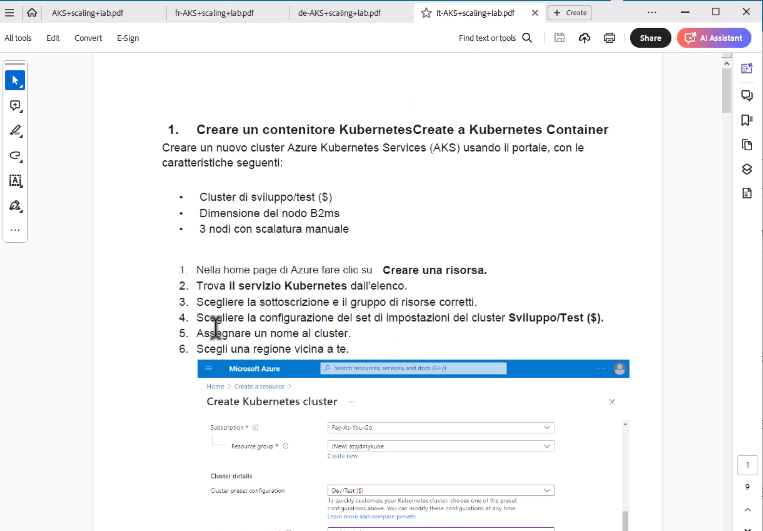 AKS+scaling+lab.pdf
fr-AKS+scaling+lab.pdf
de-AKS+scaling+lab.pdf
it-AKS+scaling+lab.pdf
+ Create
All tools
Edit
Convert
E-Sign
Find text or tools
Share
AI Assistant
1. Creare un contenitore KubernetesCreate a Kubernetes Container
Creare un nuovo cluster Azure Kubernetes Services (AKS) usando il portale, con le
caratteristiche seguenti:
• Cluster di sviluppo/test ($)
• Dimensione del nodo B2ms
• 3 nodi con scalatura manuale
1. Nella home page di Azure fare clic su Creare una risorsa.
2. Trova il servizio Kubernetes dall'elenco.
3. Scegliere la sottoscrizione e il gruppo di risorse corretti.
4. Scegliere la configurazione del set di impostazioni del cluster Sviluppo/Test ($).
5. Assegnare un nome al cluster.
6. Scegli una regione vicina a te.
Microsoft Azure
Search resources, services, and docs (G+/)
Home > Create a resource >
Create Kubernetes cluster ...
Subscription *
Pay-As-You-Go
Resource group *
(New) azsjdmykube
Create new
Cluster details
Cluster preset configuration
Dev/Test ($)
To quickly customize your Kubernetes cluster, choose one of the preset
configurations above. You can modify these configurations at any time.
Learn more and compare presets
1
9